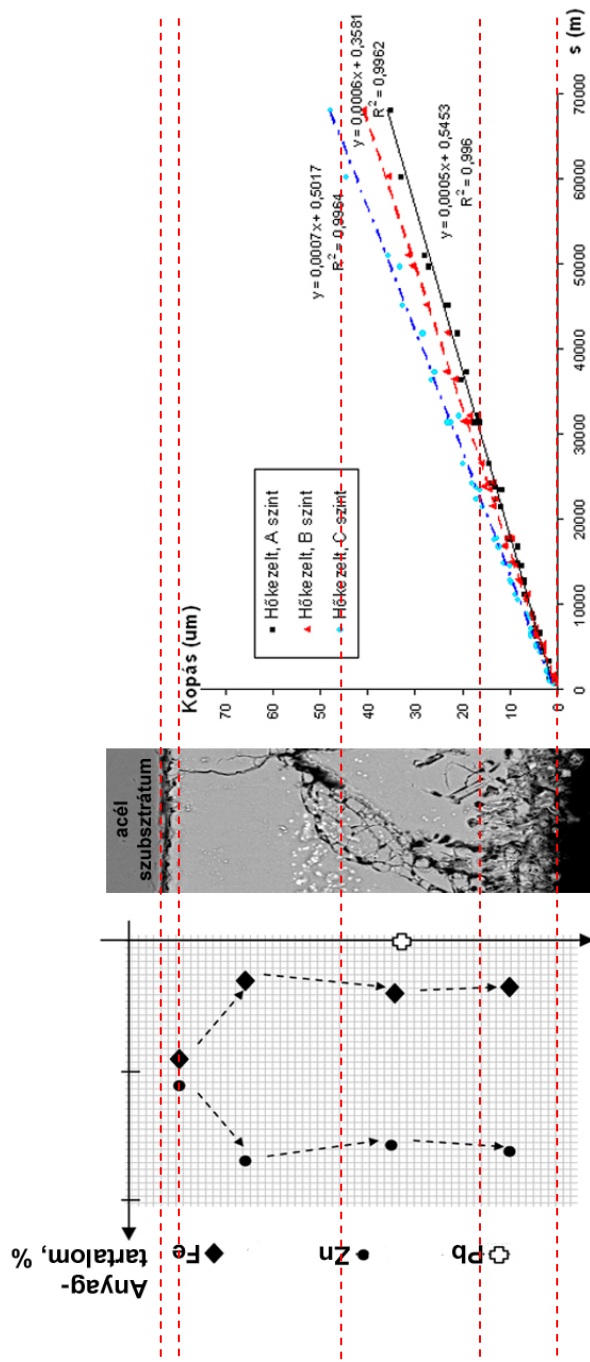 Kopás (um)
70
60
50
40
30
20
10
0
0
10000
20000
30000
40000
50000
60000
70000
s (m)
Hőkezelt, A szint
Hőkezelt, B szint
Hőkezelt, C szint
y = 0,0007x + 0,5017
R² = 0,9964
y = 0,0006x + 0,3581
R² = 0,9962
y = 0,0005x + 0,5453
R² = 0,996
acél
szubsztrátum
Anyag-
tartalom, %
Fe
Zn
Pb